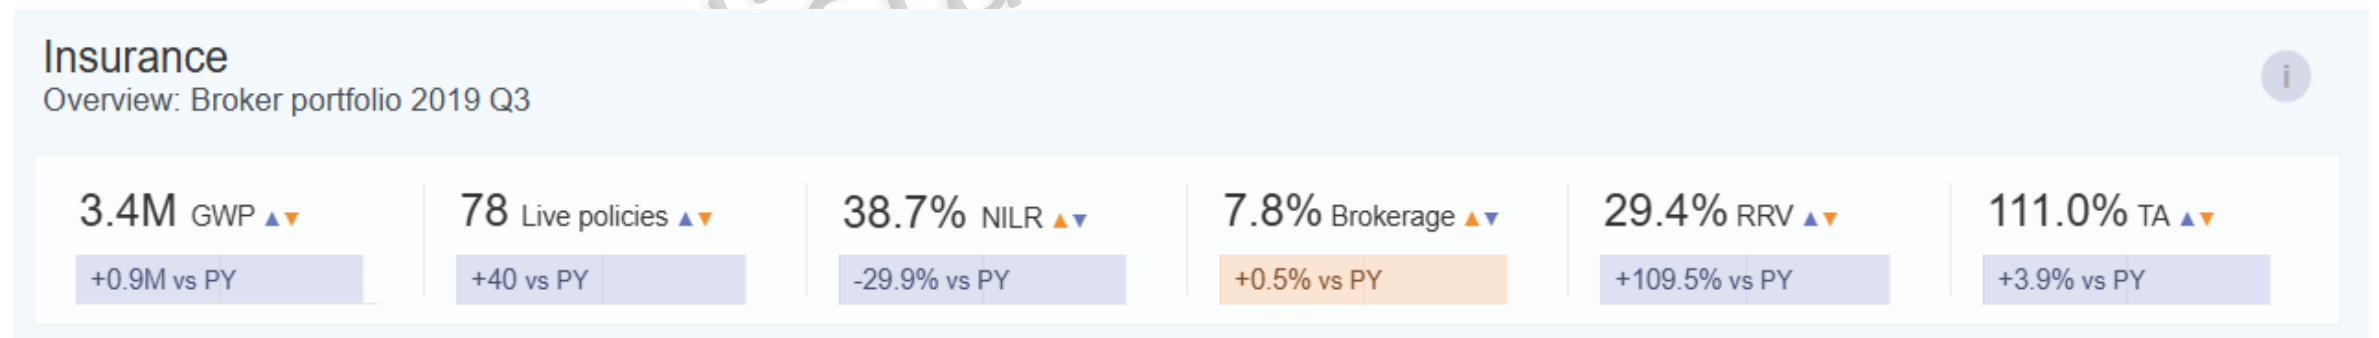 Insurance
Overview: Broker portfolio 2019 Q3
i
3.4M GWP ▲▼
78 Live policies ▲▼
38.7% NILR ▲▼
7.8% Brokerage ▲▼
29.4% RRV ▲▼
111.0% TA ▲▼
+0.9M vs PY
+40 vs PY
-29.9% vs PY
+0.5% vs PY
+109.5% vs PY
+3.9% vs PY